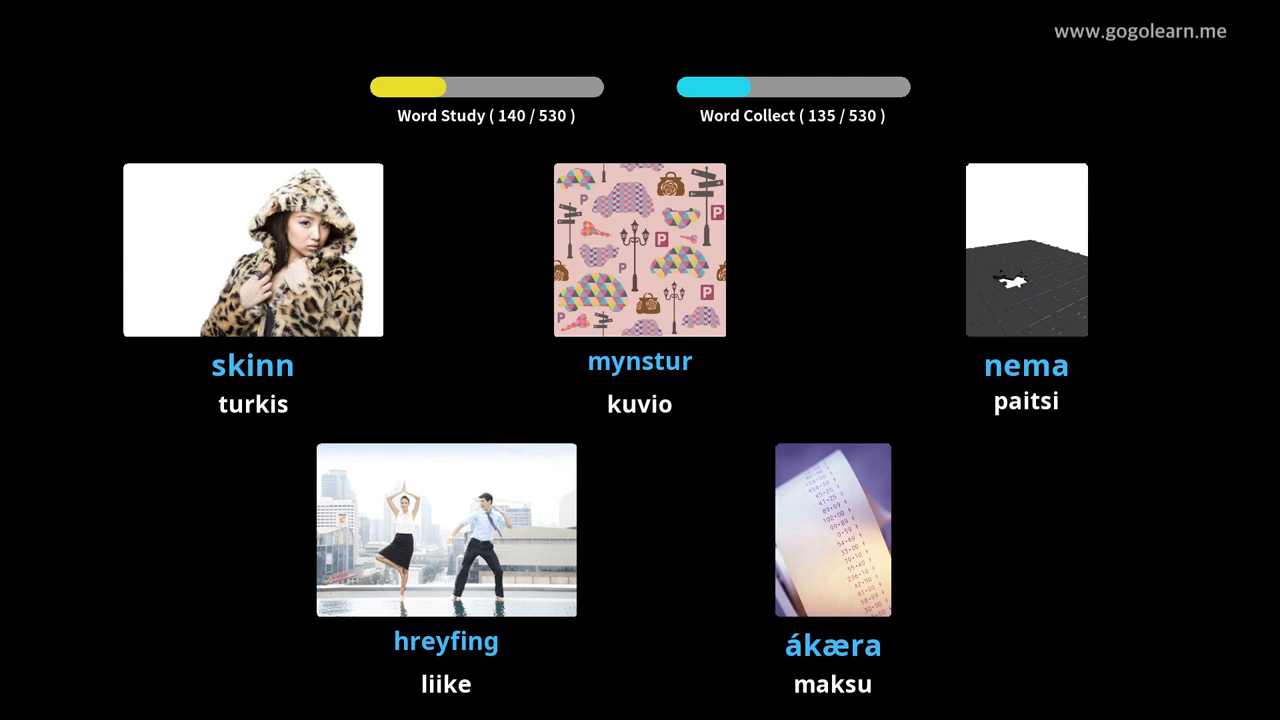 www.gogolearn.me
Word Study ( 140 / 530 )
Word Collect ( 135 / 530 )
skinn
turkis
mynstur
kuvio
nema
paitsi
hreyfing
liike
ákæra
maksu